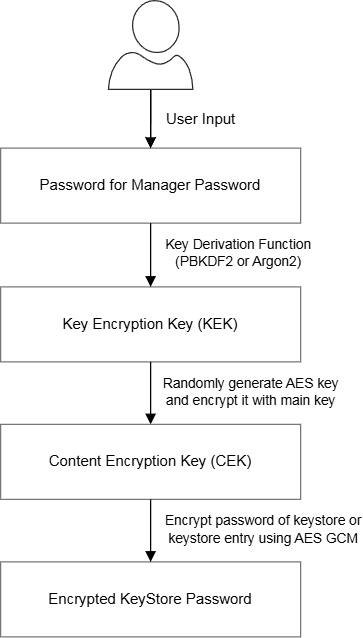 User Input
Password for Manager Password
Key Derivation Function
(PBKDF2 or Argon2)
Key Encryption Key (KEK)
Randomly generate AES key
and encrypt it with main key
Content Encryption Key (CEK)
Encrypt password of keystore or
keystore entry using AES GCM
Encrypted KeyStore Password